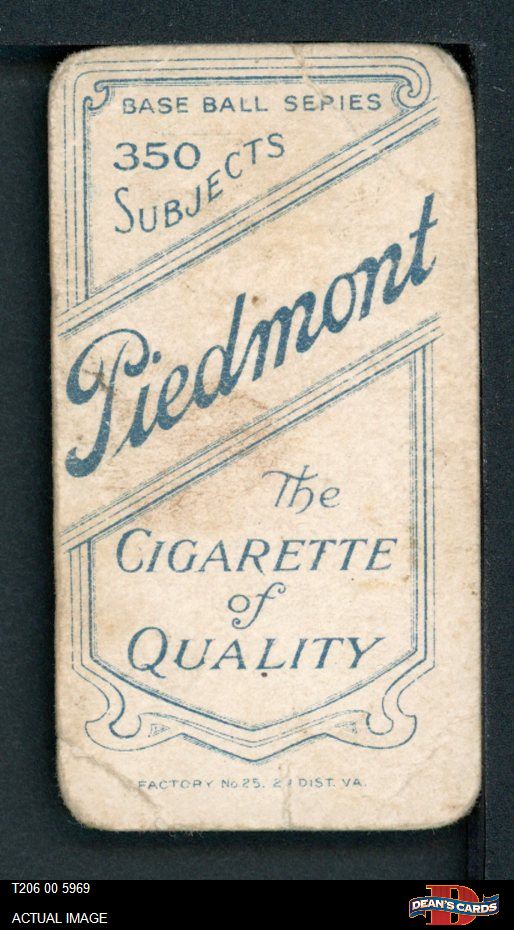 BASE BALL SERIES
350
SUBJECTS
Piedmont
The
CIGARETTE
of
QUALITY
FACTORY No. 25. 2 DIST. VA.
T206 00 5969
ACTUAL IMAGE
D
DEAN'S CARDS